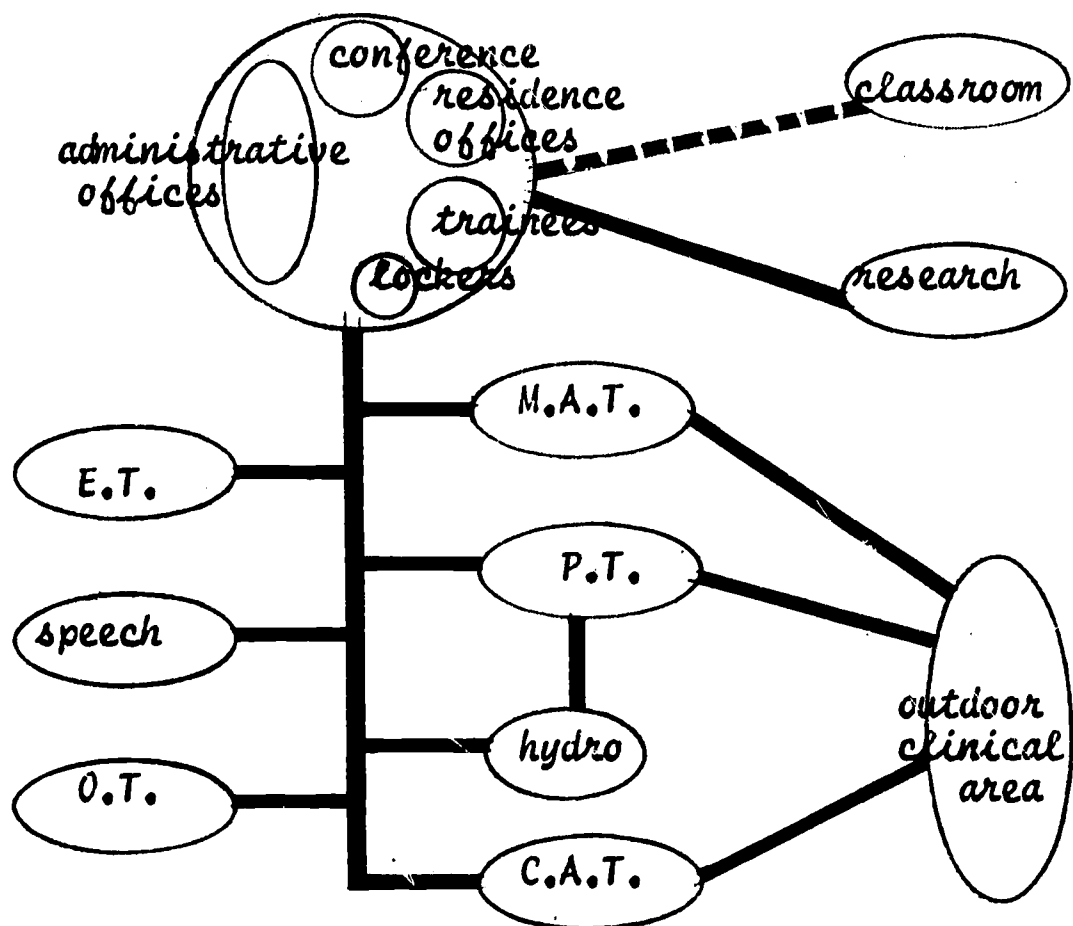 conference
residence
offices
administrative
offices
trainees
lockers
classroom
research
M.A.T.
E.T.
P.T.
speech
hydro
O.T.
C.A.T.
outdoor
clinical
area